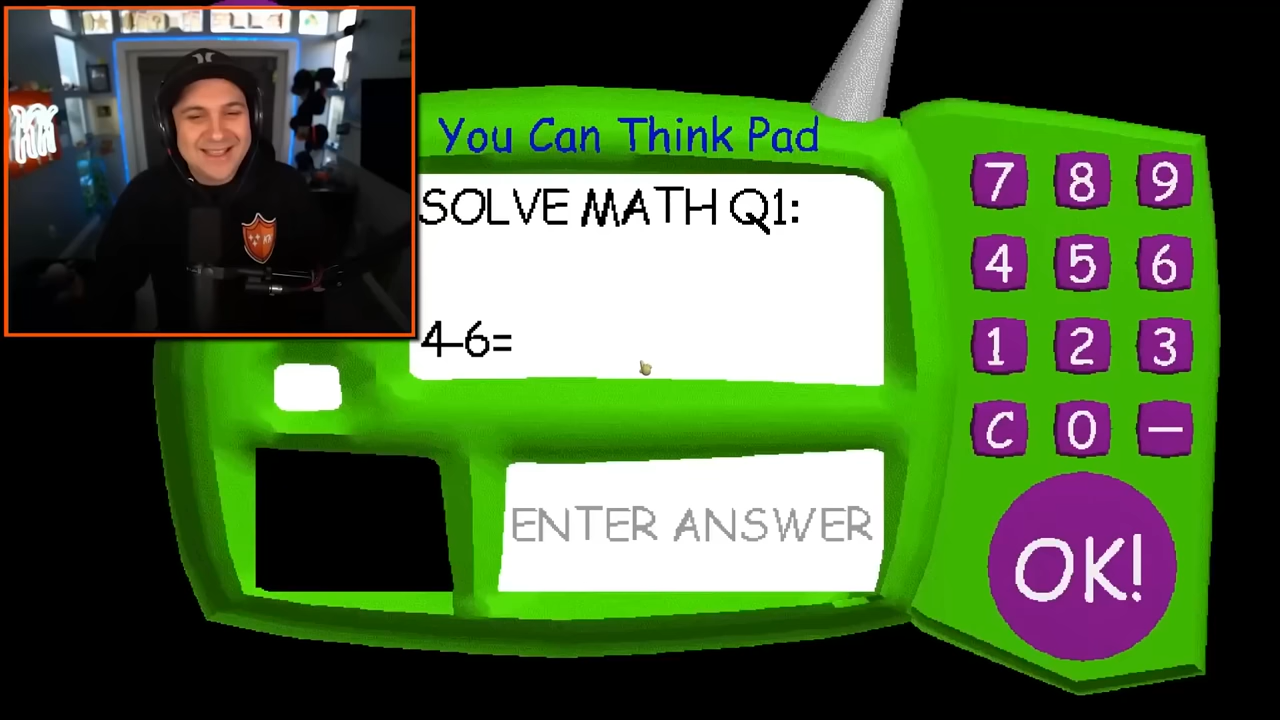 You Can Think Pad
SOLVE MATH Q1:
4-6=
ENTER ANSWER
7 8 9
4 5 6
1 2 3
C 0 —
OK!